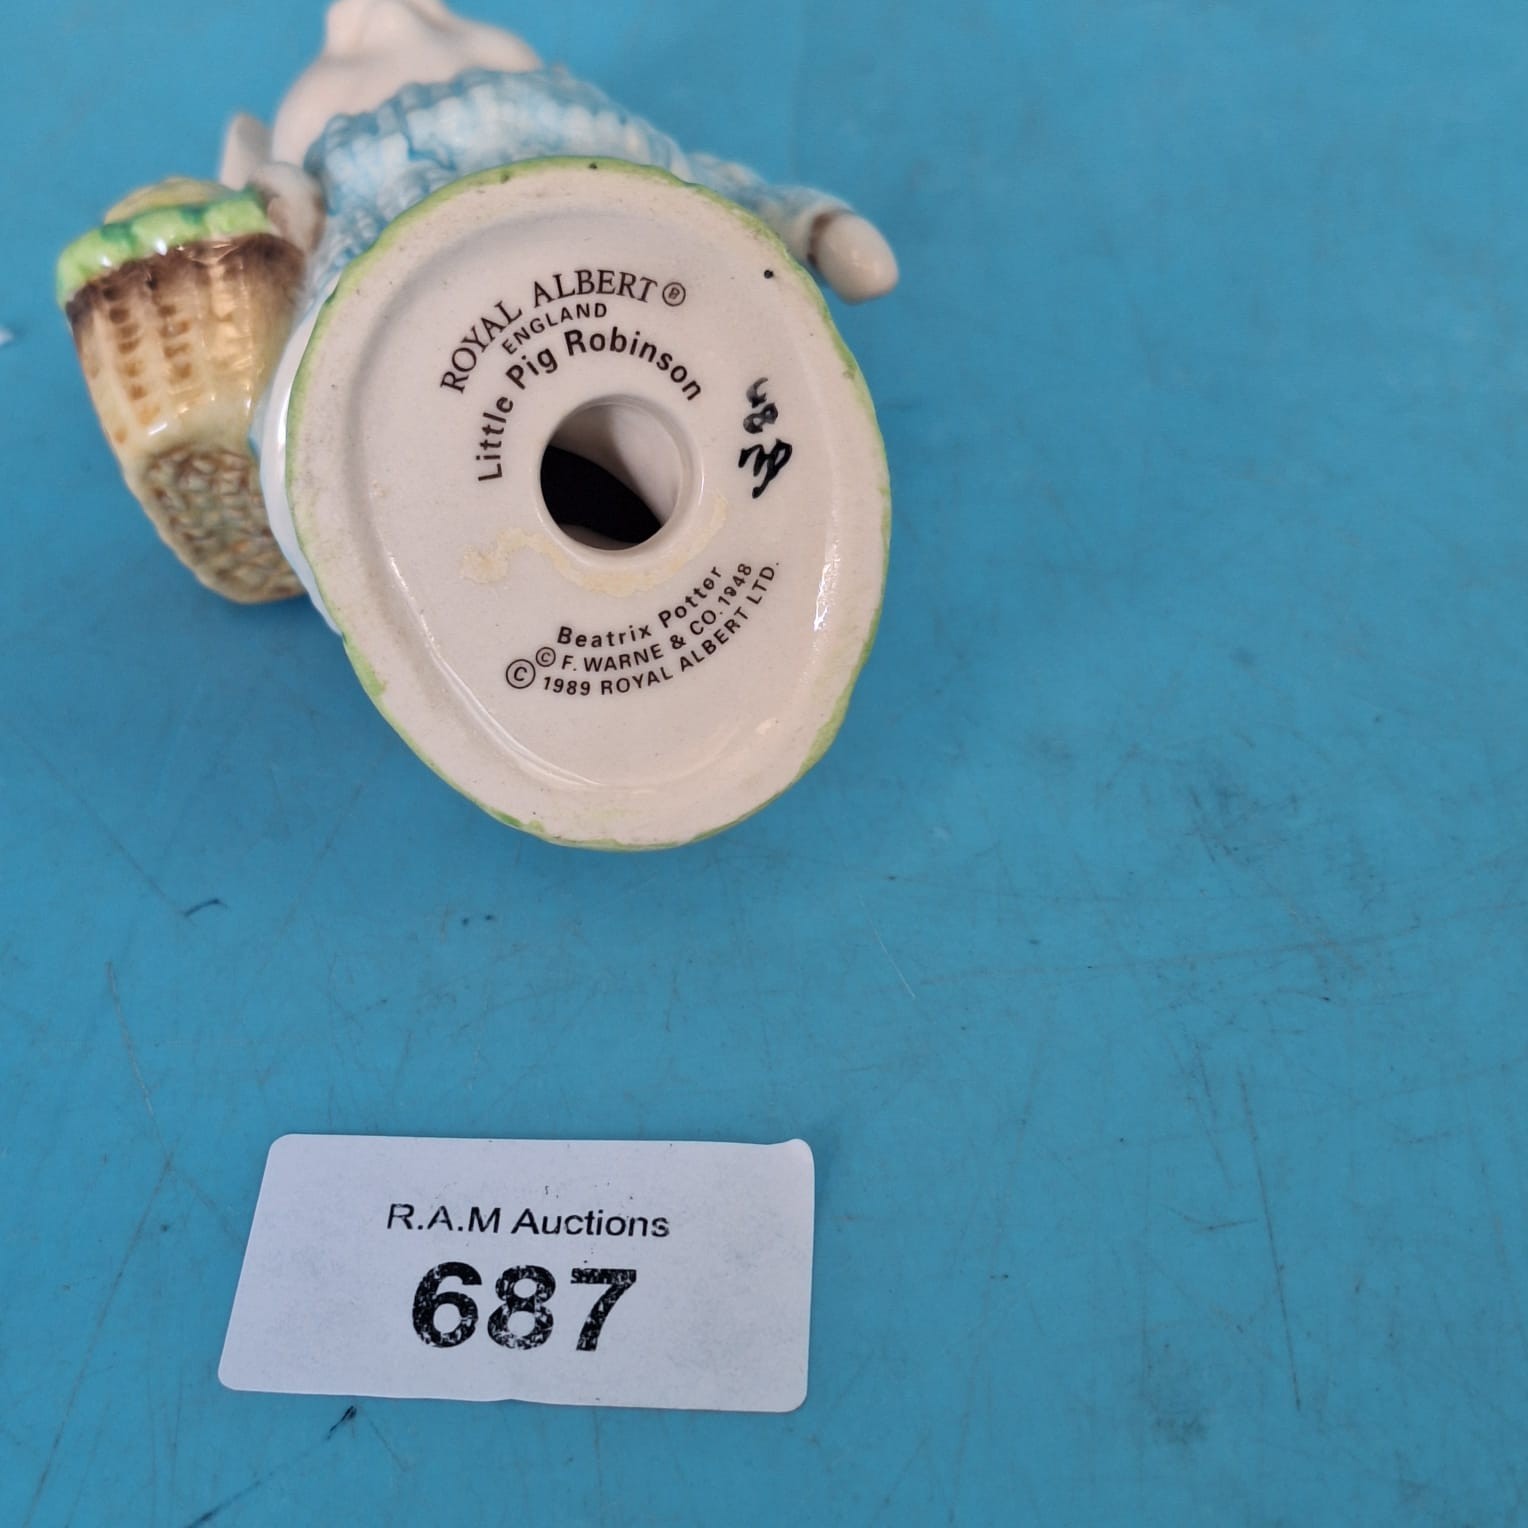 ROYAL ALBERT ®
ENGLAND
Little Pig Robinson
Beatrix Potter
© F. WARNE & CO. 1948
© 1989 ROYAL ALBERT LTD.
R.A.M Auctions
687